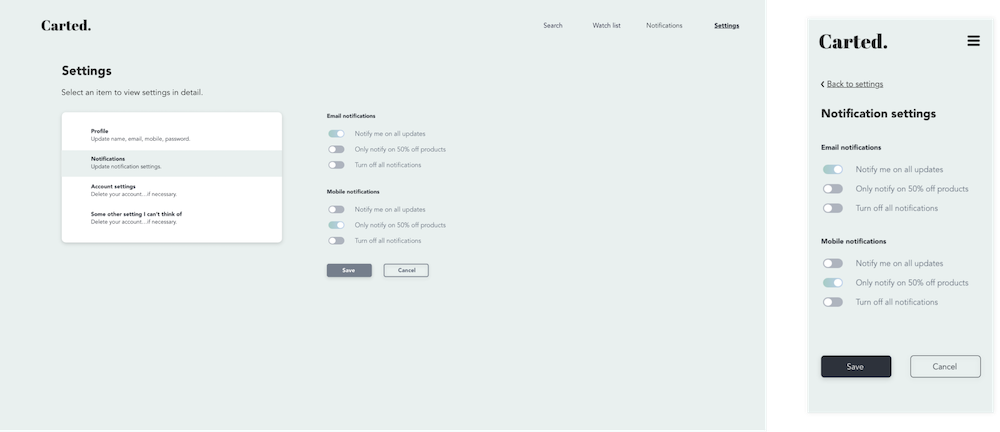 Carted.
Search Watch list Notifications Settings
Settings
Select an item to view settings in detail.
Profile
Update name, email, mobile, password.
Notifications
Update notification settings.
Account settings
Delete your account...if necessary.
Some other setting I can't think of
Delete your account...if necessary.
Email notifications
Notify me on all updates
Only notify on 50% off products
Turn off all notifications
Mobile notifications
Notify me on all updates
Only notify on 50% off products
Turn off all notifications
Save Cancel
Carted.
Back to settings
Notification settings
Email notifications
Notify me on all updates
Only notify on 50% off products
Turn off all notifications
Mobile notifications
Notify me on all updates
Only notify on 50% off products
Turn off all notifications
Save Cancel